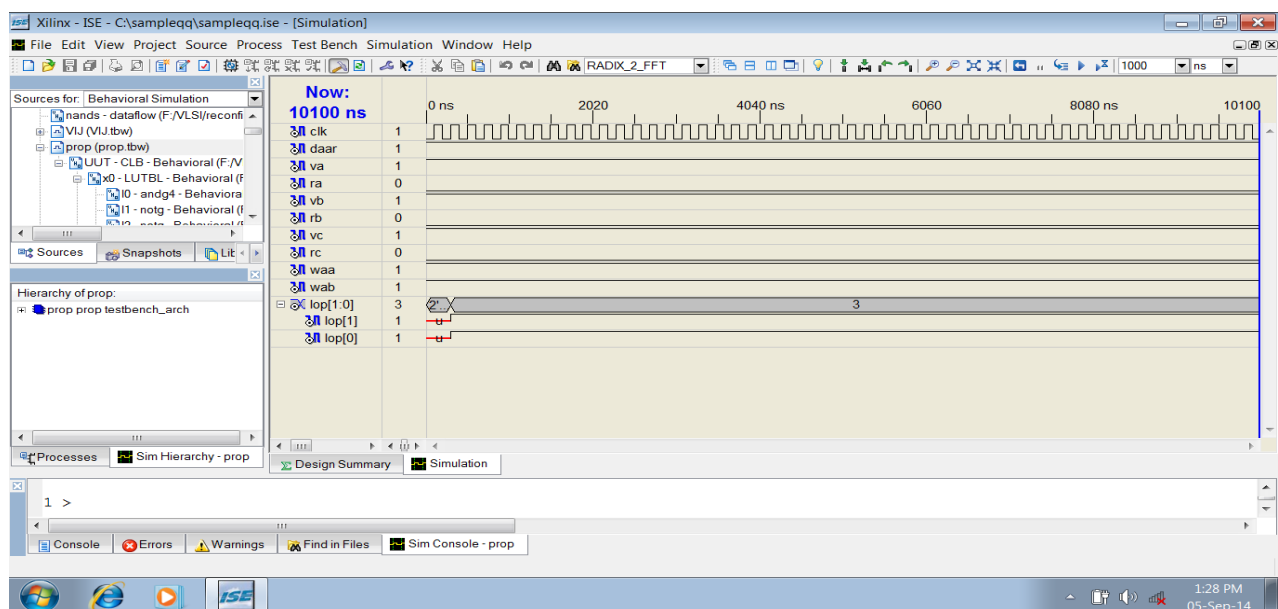 Xilinx - ISE - C:\sampleqq\sampleqq.ise - [Simulation]
File Edit View Project Source Process Test Bench Simulation Window Help
RADIX_2_FFT 1000 ns
Sources for: Behavioral Simulation
nands - dataflow (F:/VLSI/reconfi
VIJ (VIJ.tbw)
prop (prop.tbw)
UUT - CLB - Behavioral (F:/V
x0 - LUTBL - Behavioral (F
l0 - andg4 - Behaviora
l1 - notg - Behavioral (I
Sources Snapshots Lit
Hierarchy of prop:
prop prop testbench_arch
Processes Sim Hierarchy - prop
Now:
10100 ns
0 ns 2020 4040 ns 6060 8080 ns 10100
clk 1
daar 1
va 1
ra 0
vb 1
rb 0
vc 1
rc 0
waa 1
wab 1
lop[1:0] 3 2'... 3
lop[1] 1 u
lop[0] 1 u
Design Summary Simulation
1 >
Console Errors Warnings Find in Files Sim Console - prop
ISE
1:28 PM
05-Sep-14